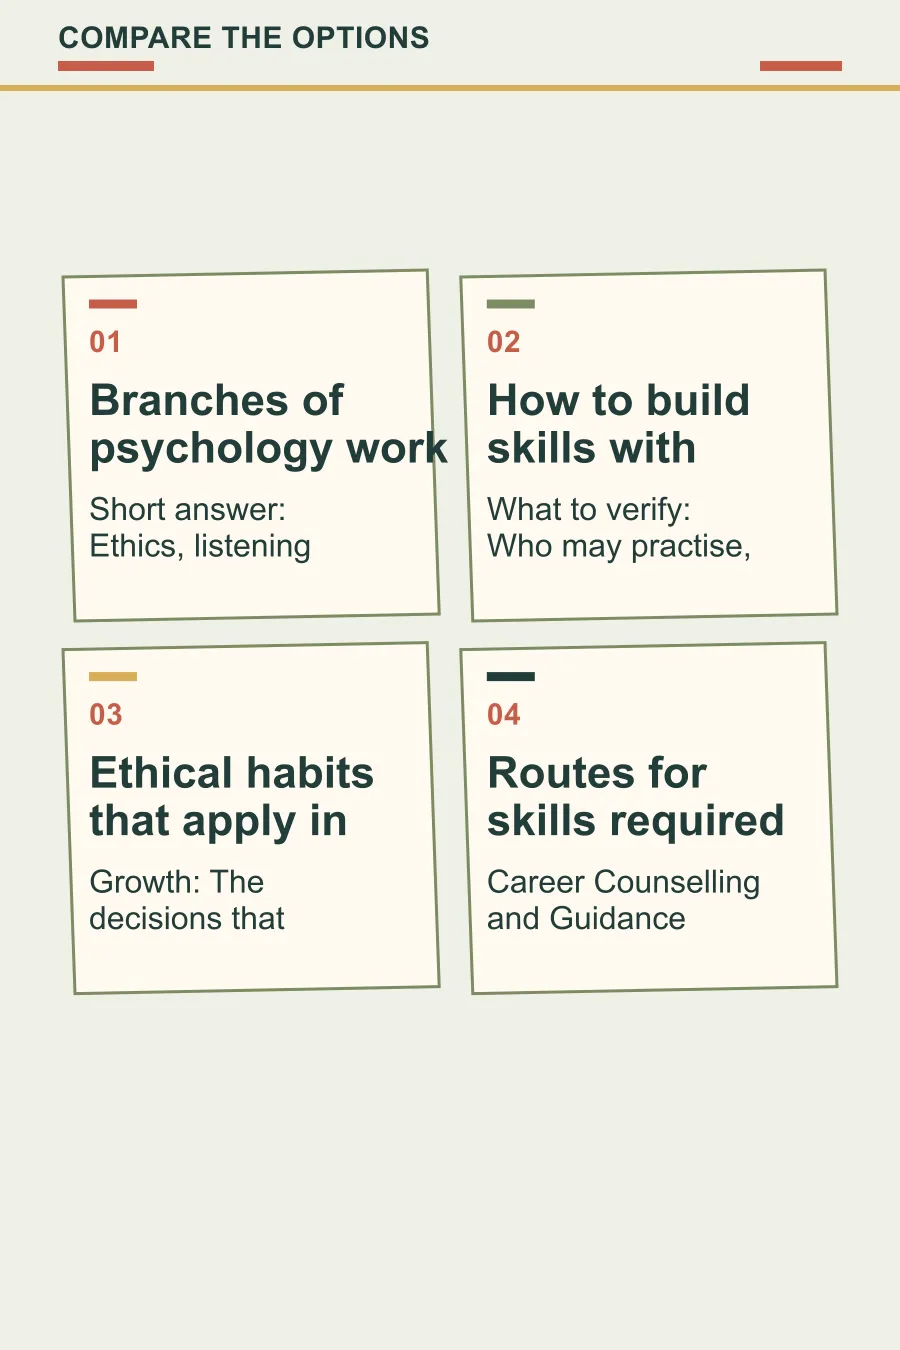 COMPARE THE OPTIONS
01
Branches of
psychology work
Short answer:
Ethics, listening
02
How to build
skills with
What to verify:
Who may practise,
03
Ethical habits
that apply in
Growth: The
decisions that
04
Routes for
skills required
Career Counselling
and Guidance